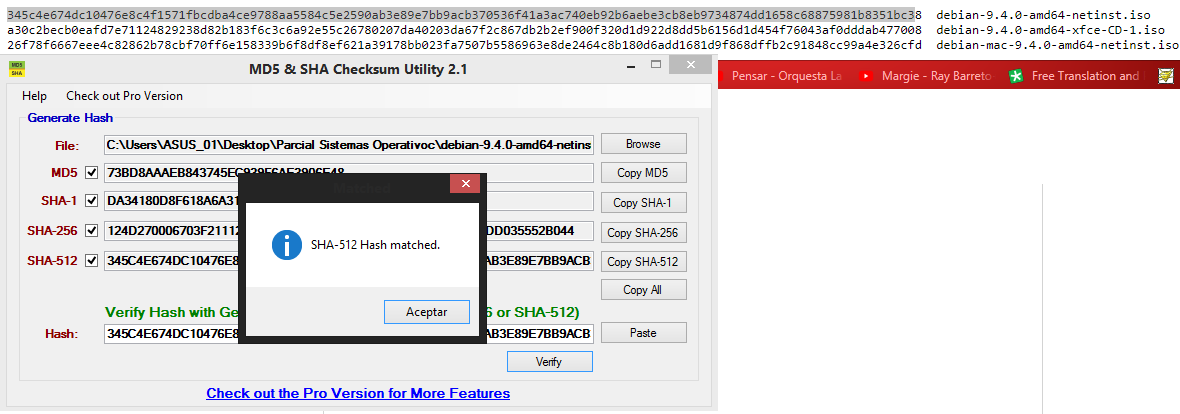 345c4e674dc10476e8c4f1571fbcdba4ce9788aa5584c5e2590ab3e89e7bb9acb370536f41a3ac740eb92b6aebe3cb8eb9734874dd1658c68875981b8351bc38 debian-9.4.0-amd64-netinst.iso
a30c2becb0eafd7e71124829238d82b183f6c3c6a92e55c26780207da40203da67f2c867db2b2ef900f320d1d922d8dd5b6156d1d454f76043af0dddab477008 debian-9.4.0-amd64-xfce-CD-1.iso
26f78f6667eee4c82862b78cbf70ff6e158339b6f8df8ef621a39178bb023fa7507b5586963e8de2464c8b180d6add1681d9f868dffb2c91848cc99a4e326cfd debian-mac-9.4.0-amd64-netinst.iso
MD5
SHA
MD5 & SHA Checksum Utility 2.1
Pensar - Orquesta La
Margie - Ray Barreto
Free Translation and
Help Check out Pro Version
Generate Hash
File: C:\Users\ASUS_01\Desktop\Parcial Sistemas Operativoc\debian-9.4.0-amd64-netins Browse
MD5 Copy MD5
SHA-1 DA34180D8F618A6A31 Copy SHA-1
SHA-256 124D270006703F21112 DD035552B044 Copy SHA-256
SHA-512 345C4E674DC10476E8 AB3E89E7BB9ACB Copy SHA-512
SHA-512 Hash matched.
Copy All
Aceptar
Verify Hash with Ge 6 or SHA-512)
Hash: 345C4E674DC10476E8 AB3E89E7BB9ACB Paste
Verify
Check out the Pro Version for More Features